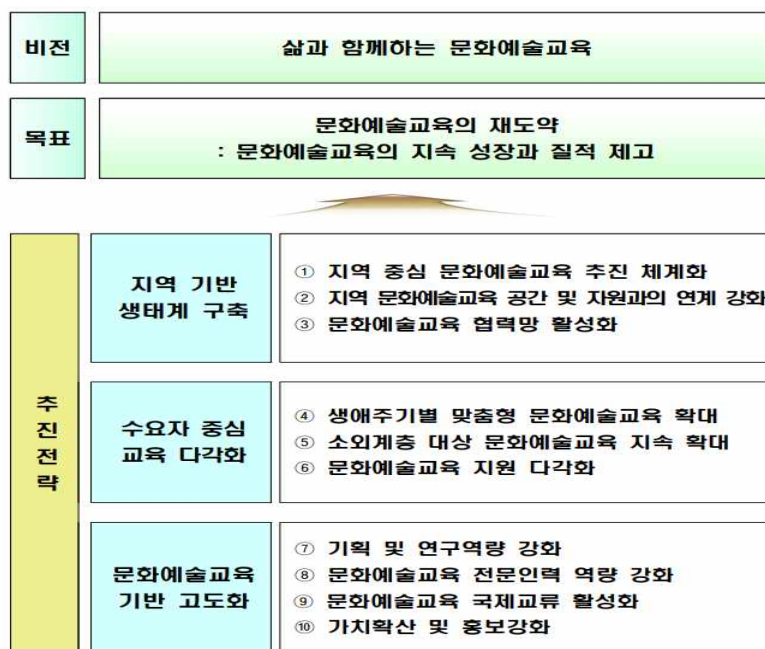 비전
삶과 함께하는 문화예술교육
목표
문화예술교육의 재도약
: 문화예술교육의 지속 성장과 질적 제고
추진전략
지역 기반
생태계 구축
① 지역 중심 문화예술교육 추진 체계화
② 지역 문화예술교육 공간 및 자원과의 연계 강화
③ 문화예술교육 협력망 활성화
수요자 중심
교육 다각화
④ 생애주기별 맞춤형 문화예술교육 확대
⑤ 소외계층 대상 문화예술교육 지속 확대
⑥ 문화예술교육 지원 다각화
문화예술교육
기반 고도화
⑦ 기획 및 연구역량 강화
⑧ 문화예술교육 전문인력 역량 강화
⑨ 문화예술교육 국제교류 활성화
⑩ 가치확산 및 홍보강화